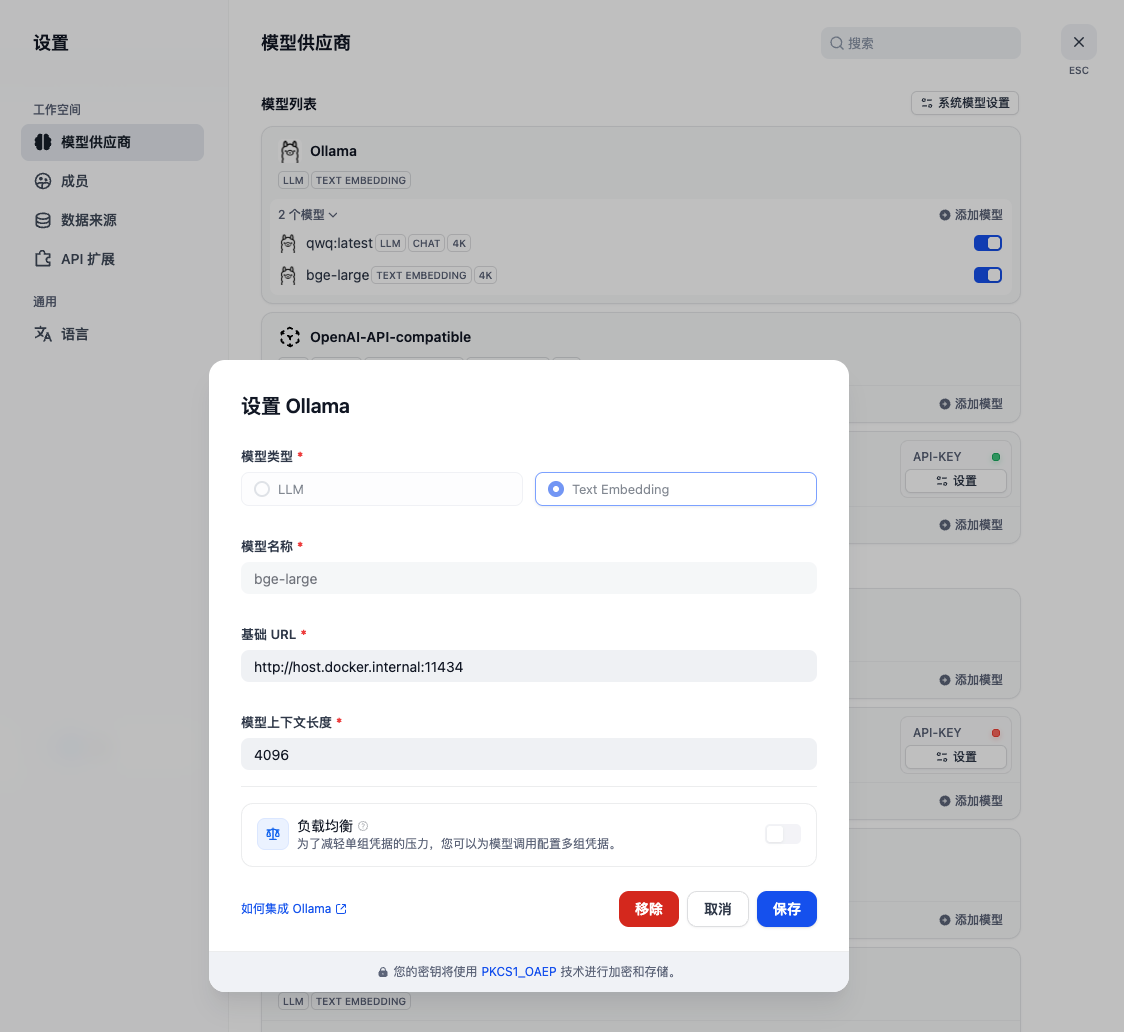 设置
模型供应商
搜索
ESC
工作空间
模型供应商
成员
数据来源
API 扩展
通用
语言
模型列表
系统模型设置
Ollama
LLM TEXT EMBEDDING
2 个模型
添加模型
qwq:latest LLM CHAT 4K
bge-large TEXT EMBEDDING 4K
OpenAI-API-compatible
添加模型
API-KEY
设置
添加模型
添加模型
API-KEY
设置
添加模型
添加模型
设置 Ollama
模型类型 *
LLM
Text Embedding
模型名称 *
bge-large
基础 URL *
http://host.docker.internal:11434
模型上下文长度 *
4096
负载均衡
为了减轻单组凭据的压力，您可以为模型调用配置多组凭据。
如何集成 Ollama
移除
取消
保存
您的密钥将使用 PKCS1_OAEP 技术进行加密和存储。
LLM TEXT EMBEDDING